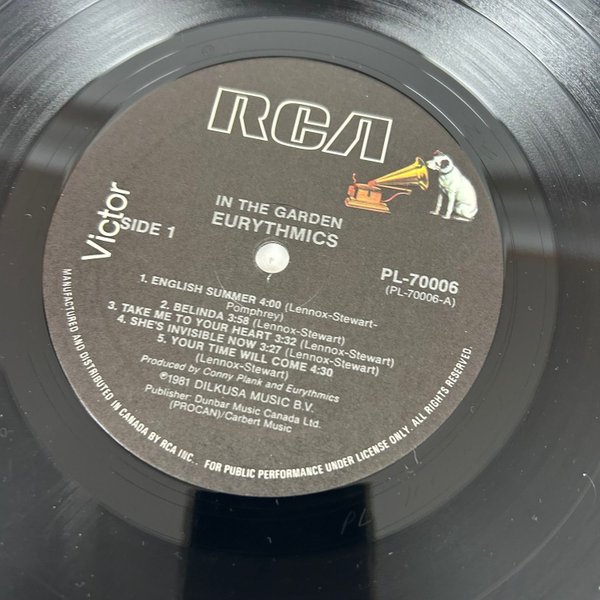 RCA
Victor
IN THE GARDEN
EURYTHMICS
SIDE 1
PL-70006
(PL-70006-A)
1. ENGLISH SUMMER 4:00 (Lennox-Stewart-
Pomphrey)
2. BELINDA 3:58 (Lennox-Stewart)
3. TAKE ME TO YOUR HEART 3:32 (Lennox-Stewart)
4. SHE'S INVISIBLE NOW 3:27 (Lennox-Stewart)
5. YOUR TIME WILL COME 4:30
(Lennox-Stewart)
Produced by Conny Plank and Eurythmics
℗1981 DILKUSA MUSIC B.V.
Publisher: Dunbar Music Canada Ltd.
(PROCAN)/Carbert Music
MANUFACTURED AND DISTRIBUTED IN CANADA BY RCA INC.. FOR PUBLIC PERFORMANCE UNDER LICENSE ONLY. ALL RIGHTS RESERVED.